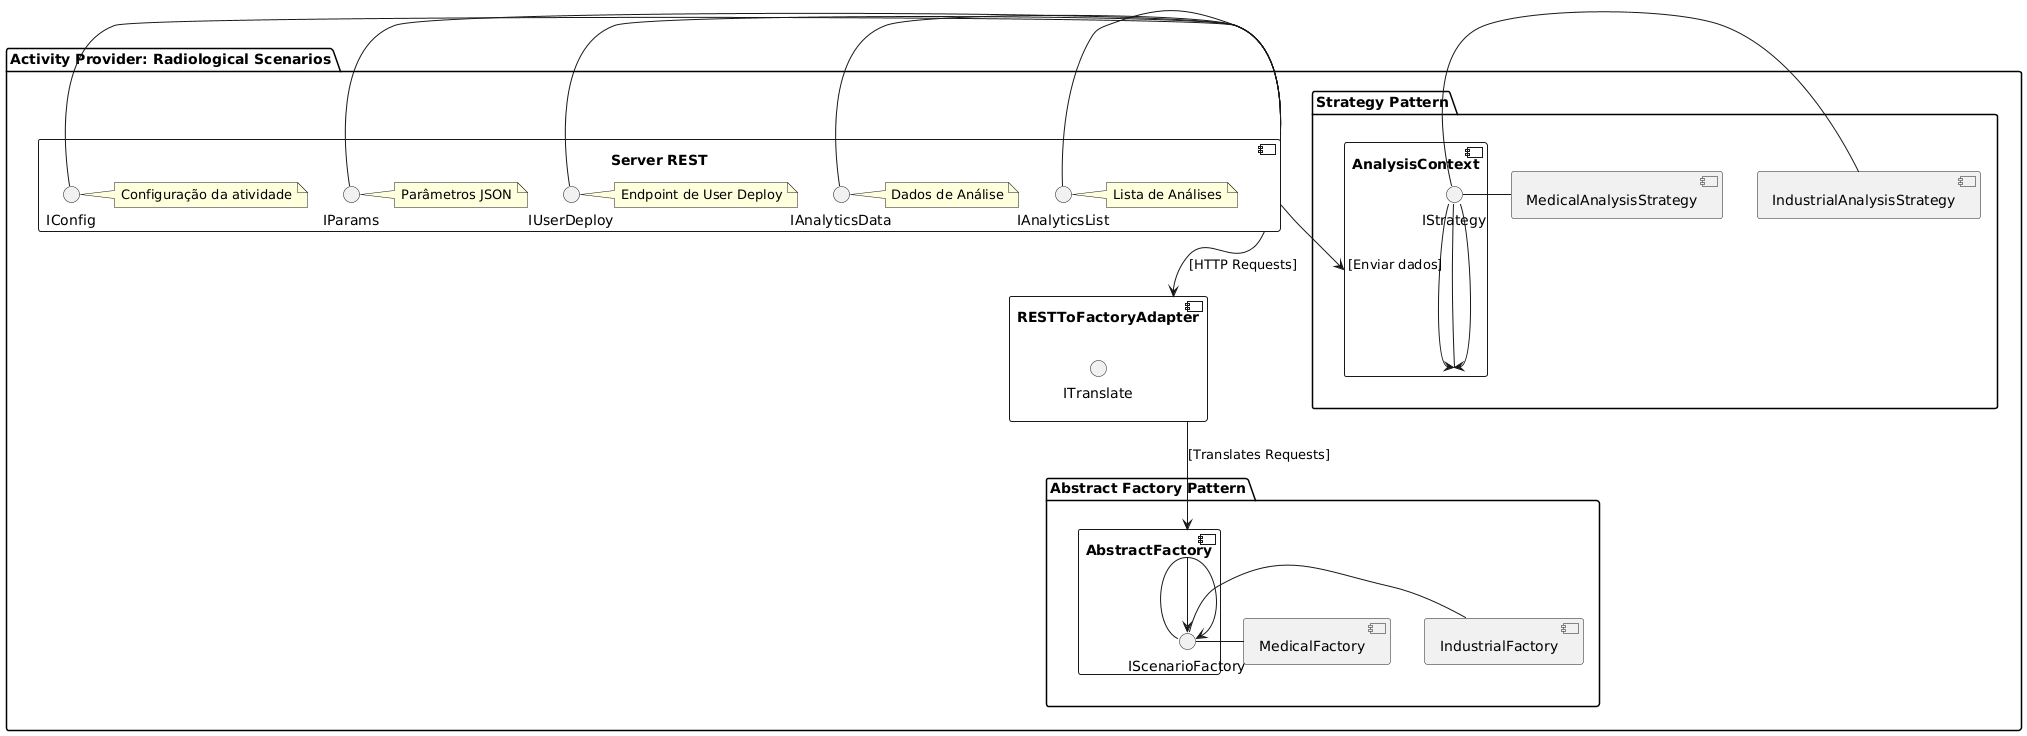 Activity Provider: Radiological Scenarios
Strategy Pattern
Server REST
AnalysisContext
Configuração da atividade
Parâmetros JSON
Endpoint de User Deploy
Dados de Análise
Lista de Análises
MedicalAnalysisStrategy
IndustrialAnalysisStrategy
IConfig
IParams
IUserDeploy
IAnalyticsData
IAnalyticsList
IStrategy
[HTTP Requests]
[Enviar dados]
RESTToFactoryAdapter
ITranslate
[Translates Requests]
Abstract Factory Pattern
AbstractFactory
MedicalFactory
IndustrialFactory
IScenarioFactory